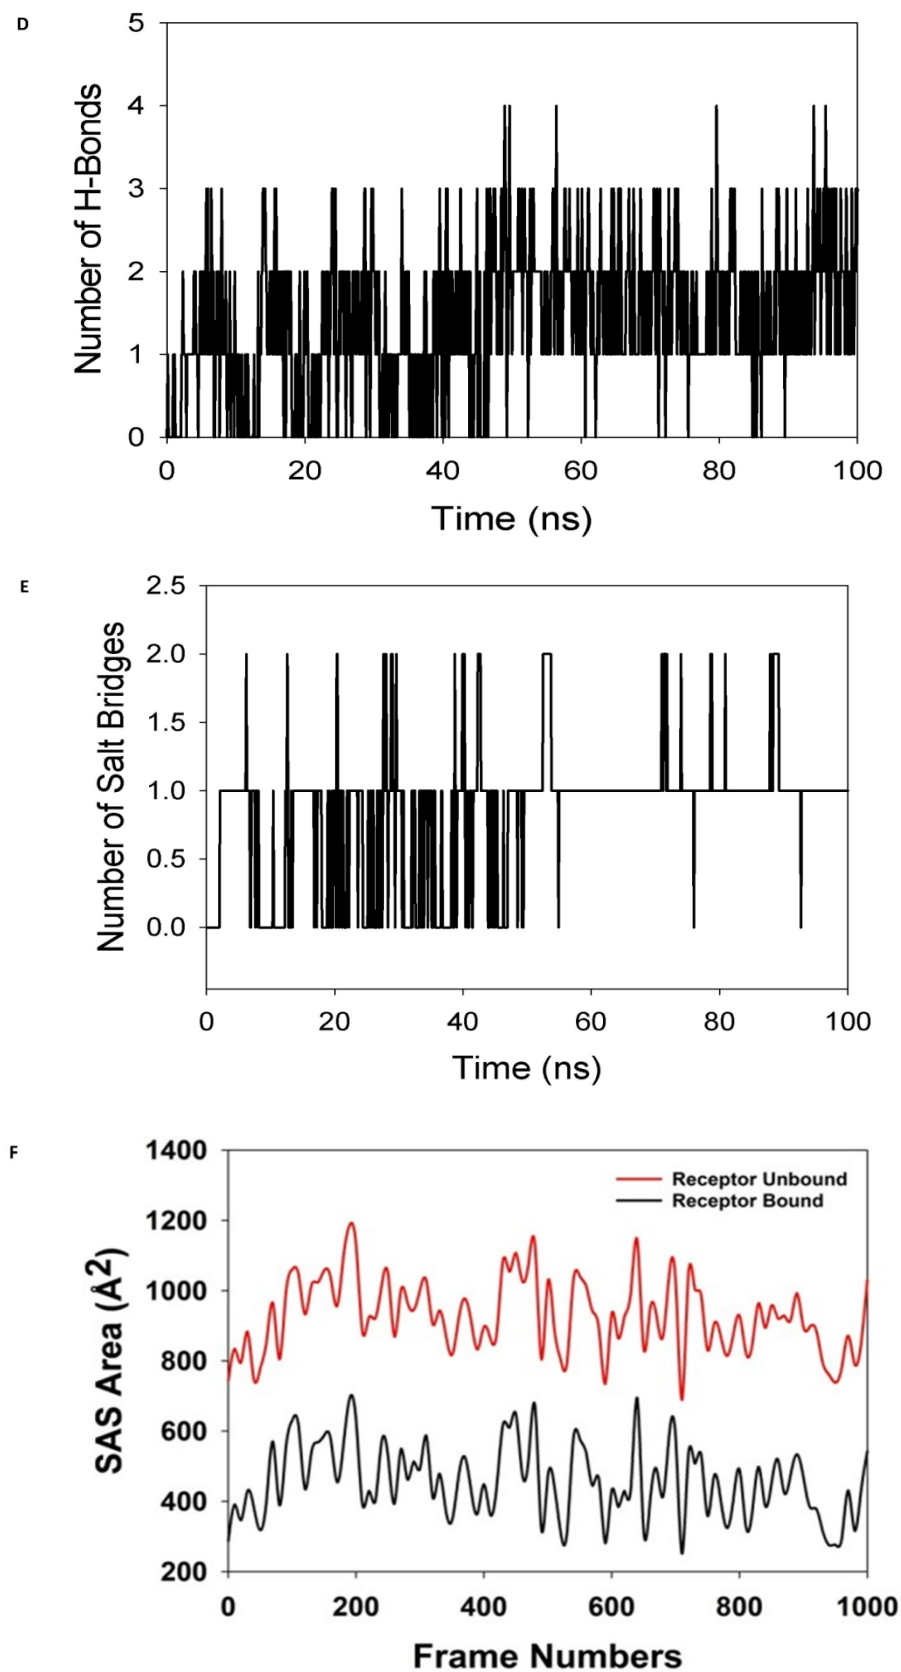 D
5
4
3
2
1
0
Number of H-Bonds
0 20 40 60 80 100
Time (ns)
E
2.5
2.0
1.5
1.0
0.5
0.0
Number of Salt Bridges
0 20 40 60 80 100
Time (ns)
F
1400
1200
1000
800
600
400
200
SAS Area (Å²)
Receptor Unbound
Receptor Bound
0 200 400 600 800 1000
Frame Numbers